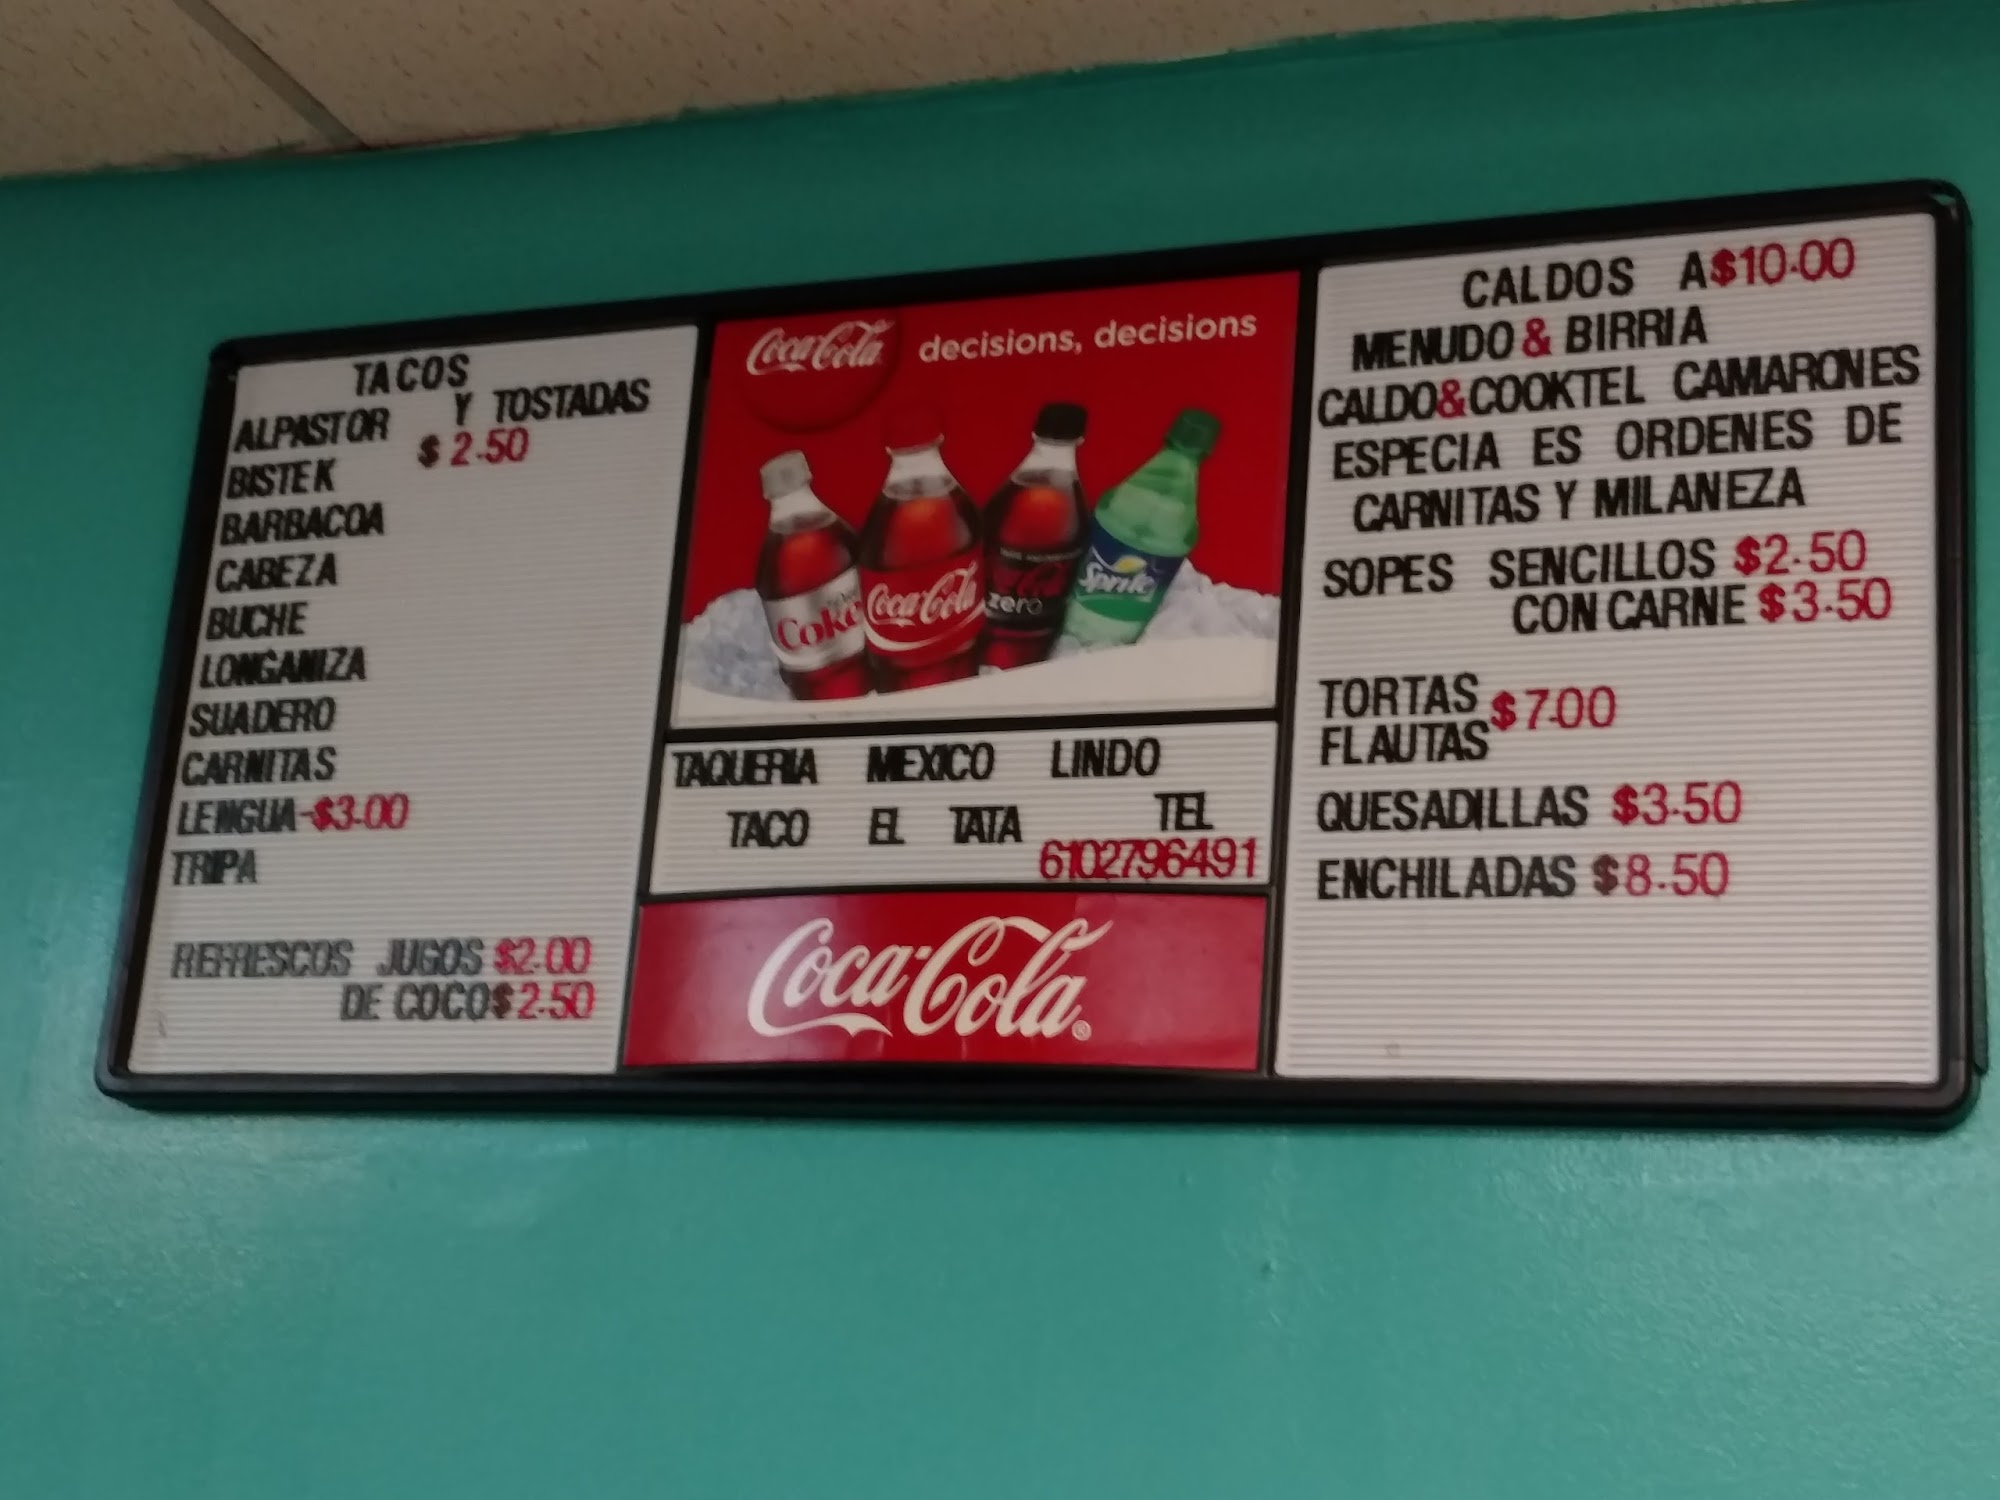 TACOS
Y TOSTADAS
ALPASTOR
$2.50
BISTEK
BARBACOA
CABEZA
BUCHE
LONGANIZA
SUADERO
CARNITAS
LENGUA-$3.00
TRIPA
REFRESCOS JUGOS $2.00
DE COCO $2.50
Coca-Cola decisions, decisions
Coke
Coca-Cola
zero
Sprite
TAQUERIA MEXICO LINDO
TACO EL TATA TEL
6102796491
Coca-Cola®
CALDOS A $10.00
MENUDO & BIRRIA
CALDO & COOKTEL CAMARONES
ESPECIA ES ORDENES DE
CARNITAS Y MILANEZA
SOPES SENCILLOS $2.50
CON CARNE $3.50
TORTAS
$7.00
FLAUTAS
QUESADILLAS $3.50
ENCHILADAS $8.50